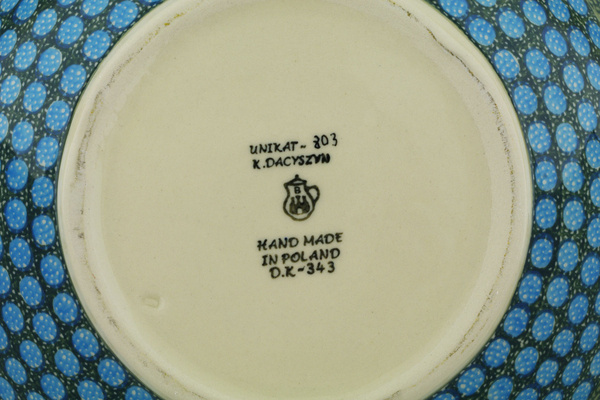 UNIKAT- 803
K.DACYSZYN
B
HAND MADE
IN POLAND
D.K-343